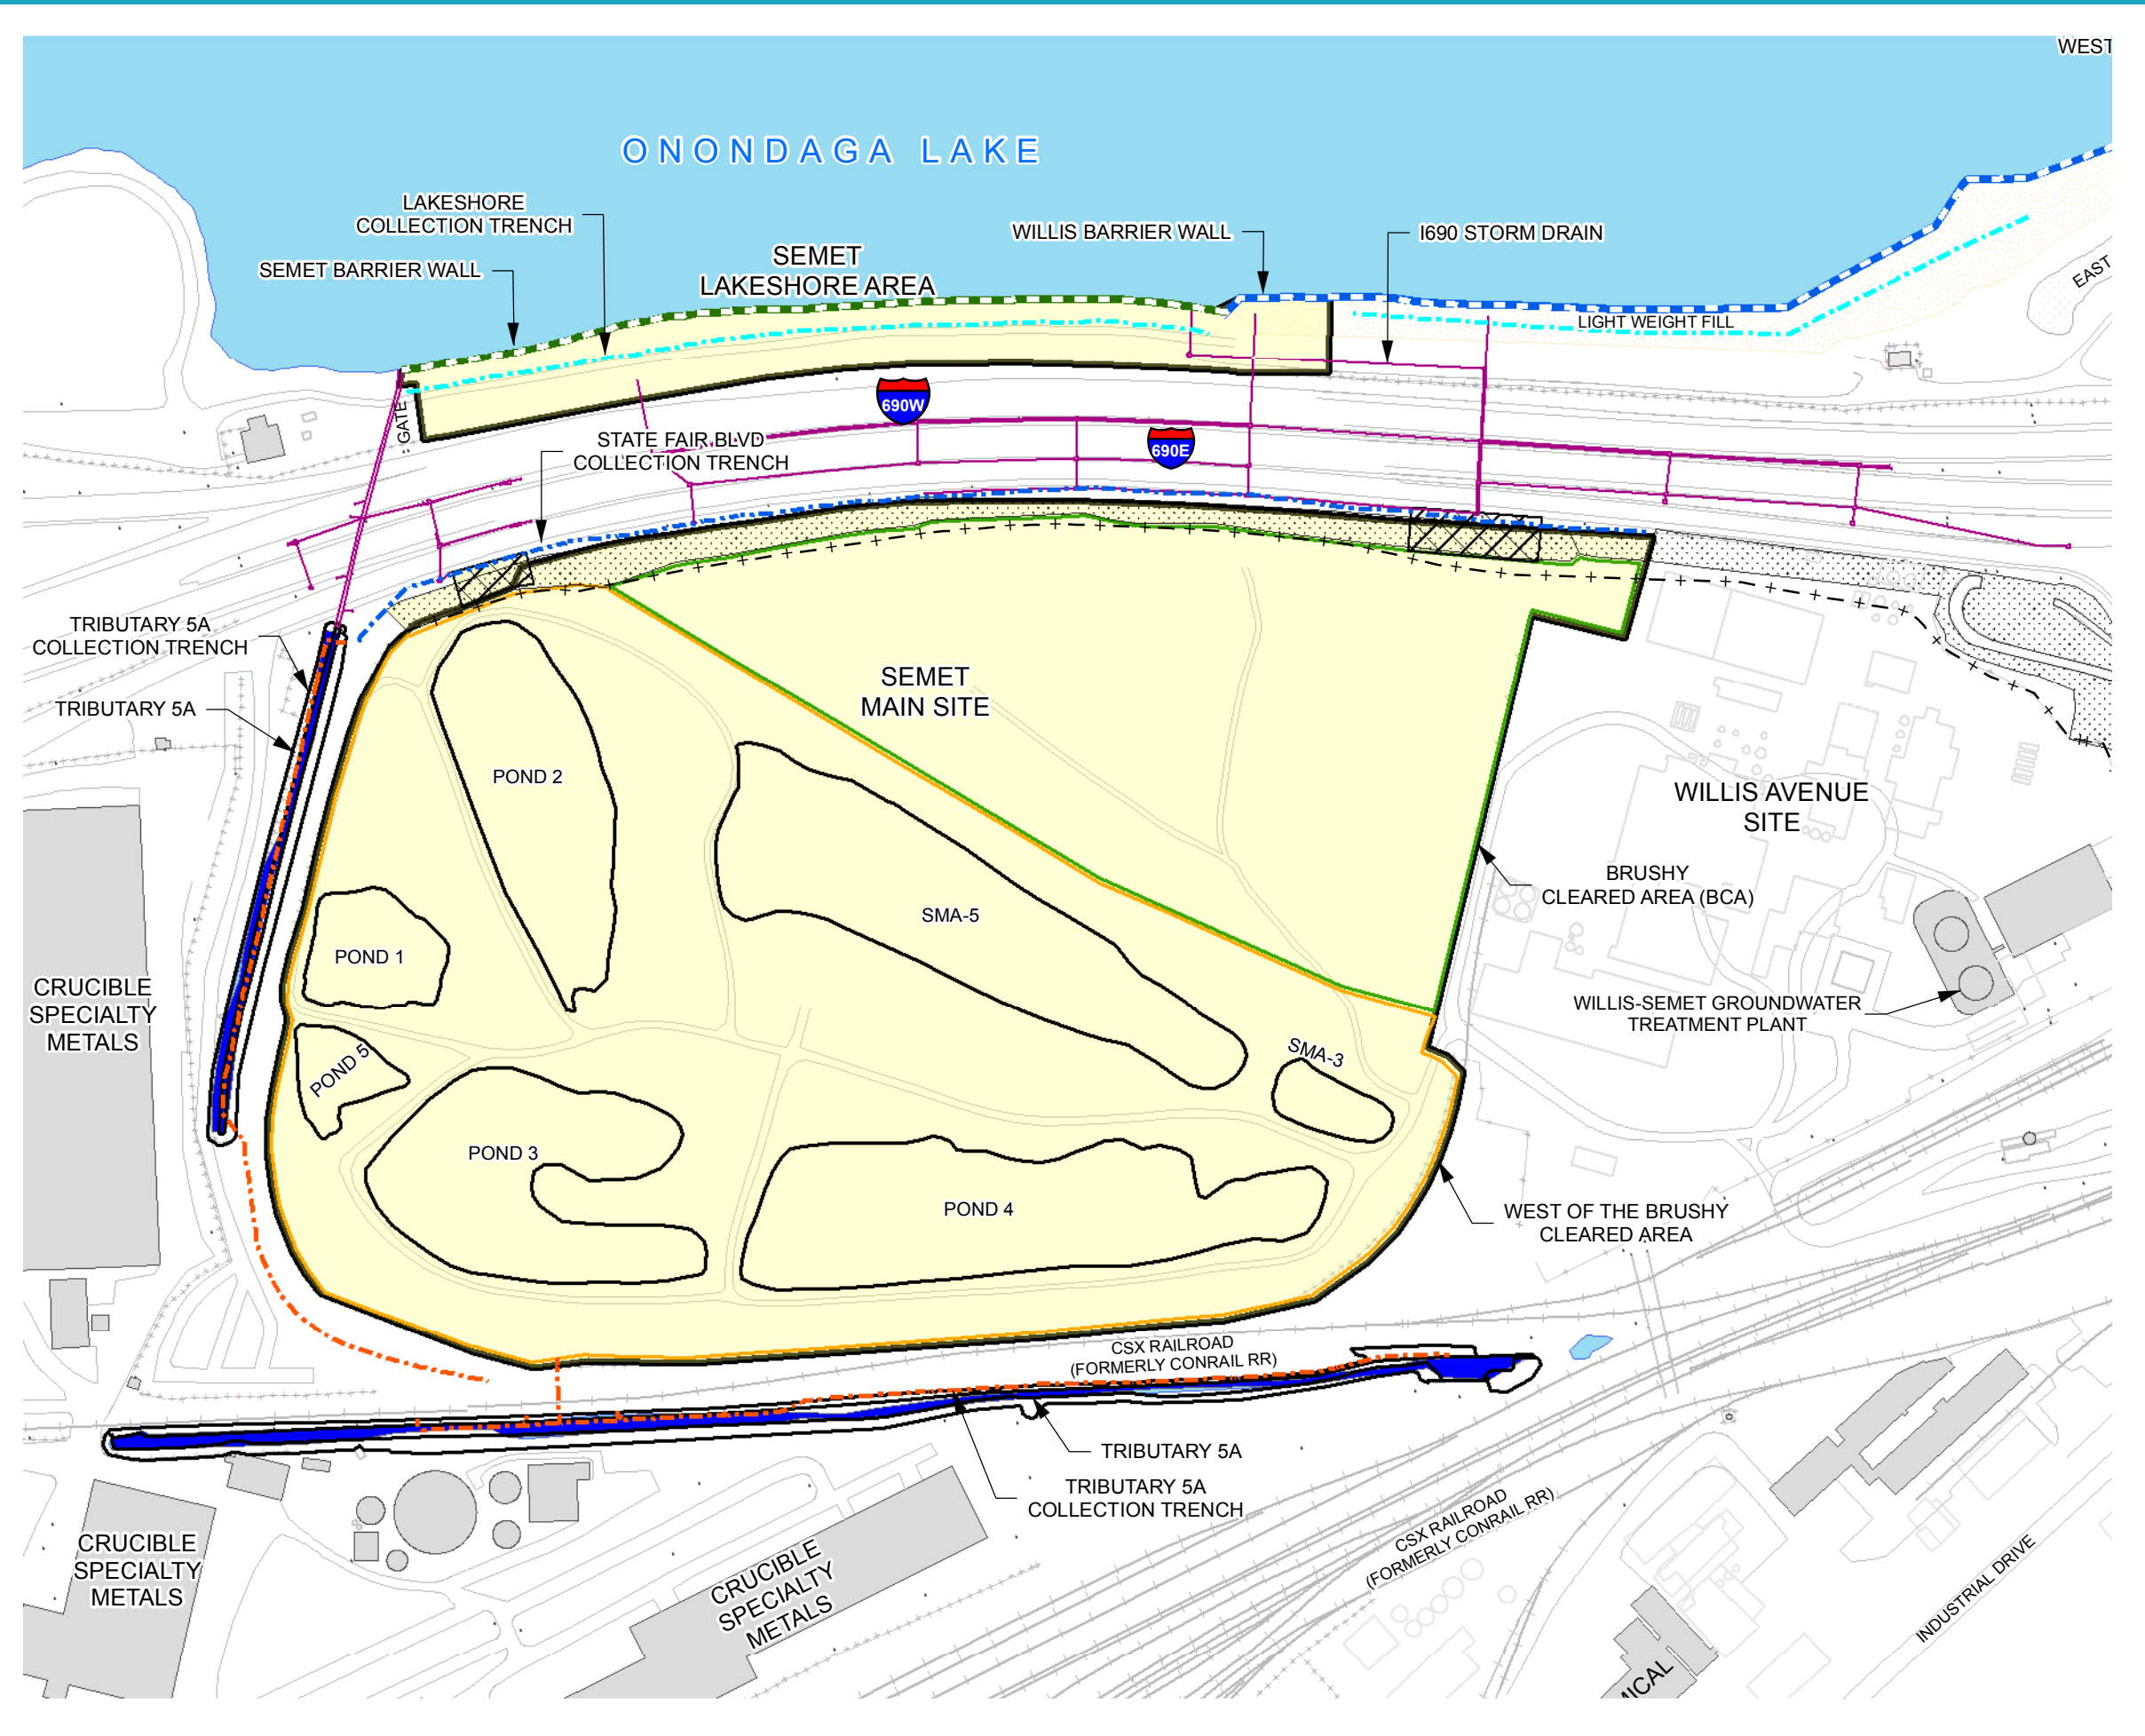 WEST
ONONDAGA LAKE
LAKESHORE
COLLECTION TRENCH
SEMET BARRIER WALL
SEMET
LAKESHORE AREA
WILLIS BARRIER WALL
I690 STORM DRAIN
EAST
LIGHT WEIGHT FILL
GATE
690W
690E
STATE FAIR BLVD
COLLECTION TRENCH
TRIBUTARY 5A
COLLECTION TRENCH
TRIBUTARY 5A
SEMET
MAIN SITE
POND 2
WILLIS AVENUE
SITE
BRUSHY
CLEARED AREA (BCA)
SMA-5
POND 1
CRUCIBLE
SPECIALTY
METALS
WILLIS-SEMET GROUNDWATER
TREATMENT PLANT
SMA-3
POND 5
POND 3
POND 4
WEST OF THE BRUSHY
CLEARED AREA
CSX RAILROAD
(FORMERLY CONRAIL RR)
TRIBUTARY 5A
TRIBUTARY 5A
COLLECTION TRENCH
CSX RAILROAD
(FORMERLY CONRAIL RR)
CRUCIBLE
SPECIALTY
METALS
CRUCIBLE
SPECIALTY
METALS
INDUSTRIAL DRIVE
MICAL